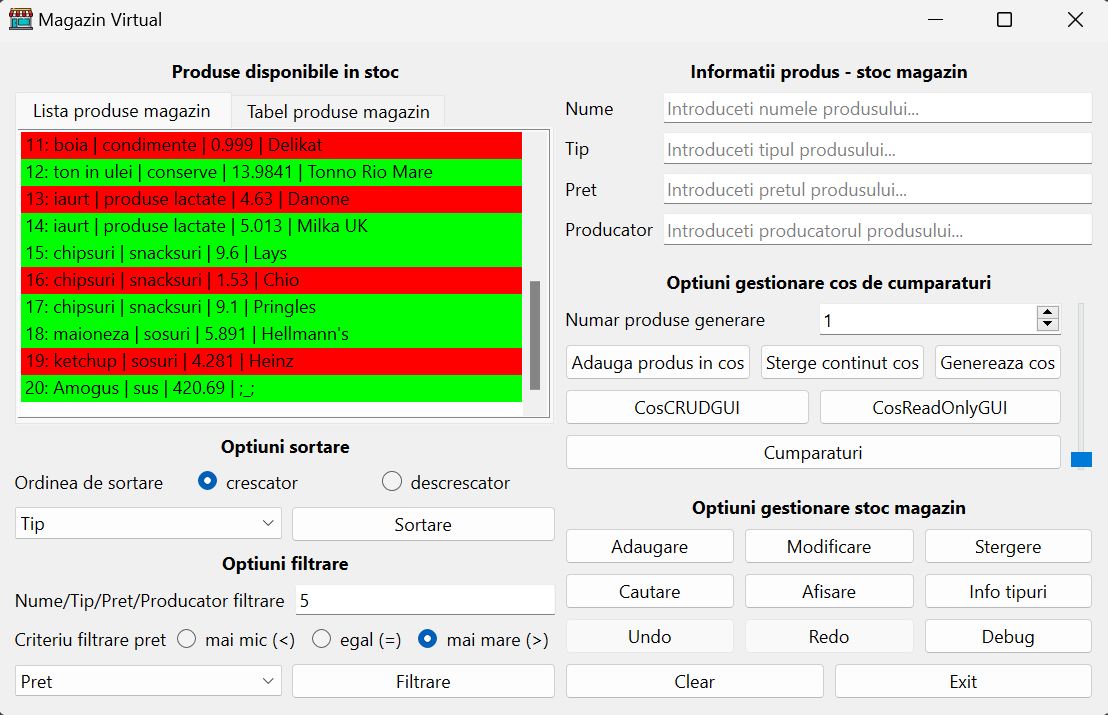 Magazin Virtual
Produse disponibile in stoc
Lista produse magazin
Tabel produse magazin
11: boia | condimente | 0.999 | Delikat
12: ton in ulei | conserve | 13.9841 | Tonno Rio Mare
13: iaurt | produse lactate | 4.63 | Danone
14: iaurt | produse lactate | 5.013 | Milka UK
15: chipsuri | snacksuri | 9.6 | Lays
16: chipsuri | snacksuri | 1.53 | Chio
17: chipsuri | snacksuri | 9.1 | Pringles
18: maioneza | sosuri | 5.891 | Hellmann's
19: ketchup | sosuri | 4.281 | Heinz
20: Amogus | sus | 420.69 | ;_;
Optiuni sortare
Ordinea de sortare crescator descrescator
Tip Sortare
Optiuni filtrare
Nume/Tip/Pret/Producator filtrare 5
Criteriu filtrare pret mai mic (<) egal (=) mai mare (>)
Pret Filtrare
Informatii produs - stoc magazin
Nume Introduceti numele produsului...
Tip Introduceti tipul produsului...
Pret Introduceti pretul produsului...
Producator Introduceti producatorul produsului...
Optiuni gestionare cos de cumparaturi
Numar produse generare 1
Adauga produs in cos Sterge continut cos Genereaza cos
CosCRUDGUI CosReadOnlyGUI
Cumparaturi
Optiuni gestionare stoc magazin
Adaugare Modificare Stergere
Cautare Afisare Info tipuri
Undo Redo Debug
Clear Exit